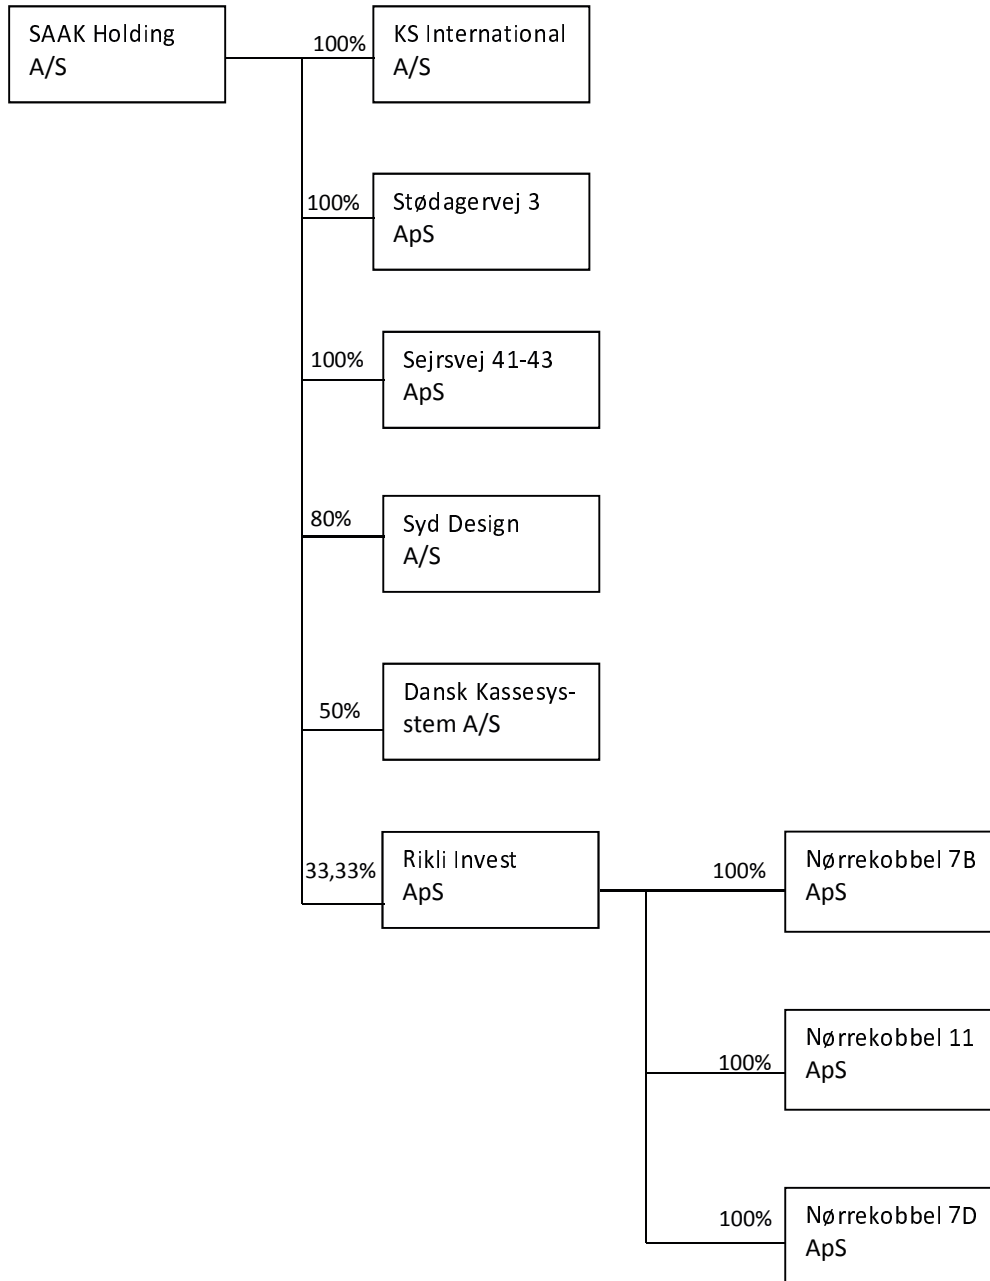 SAAK Holding
A/S
100%
KS International
A/S
100%
Stødagervej 3
ApS
100%
Sejrsvej 41-43
ApS
80%
Syd Design
A/S
50%
Dansk Kassesys-
stem A/S
33,33%
Rikli Invest
ApS
100%
Nørrekobbel 7B
ApS
100%
Nørrekobbel 11
ApS
100%
Nørrekobbel 7D
ApS